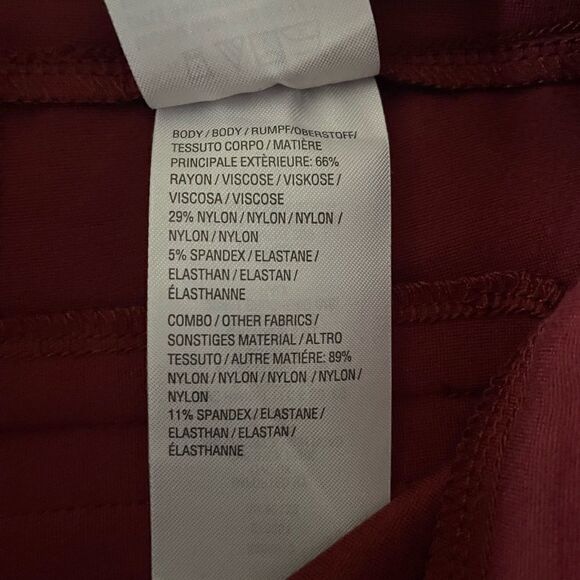 BODY / BODY / RUMPF/OBERSTOFF/
TESSUTO CORPO / MATIÈRE
PRINCIPALE EXTÈRIEURE: 66%
RAYON / VISCOSE / VISKOSE /
VISCOSA / VISCOSE
29% NYLON / NYLON / NYLON /
NYLON / NYLON
5% SPANDEX / ELASTANE /
ELASTHAN / ELASTAN /
ÉLASTHANNE
COMBO / OTHER FABRICS /
SONSTIGES MATERIAL / ALTRO
TESSUTO / AUTRE MATIÉRE: 89%
NYLON / NYLON / NYLON / NYLON /
NYLON
11% SPANDEX / ELASTANE /
ELASTHAN / ELASTAN /
ÉLASTHANNE